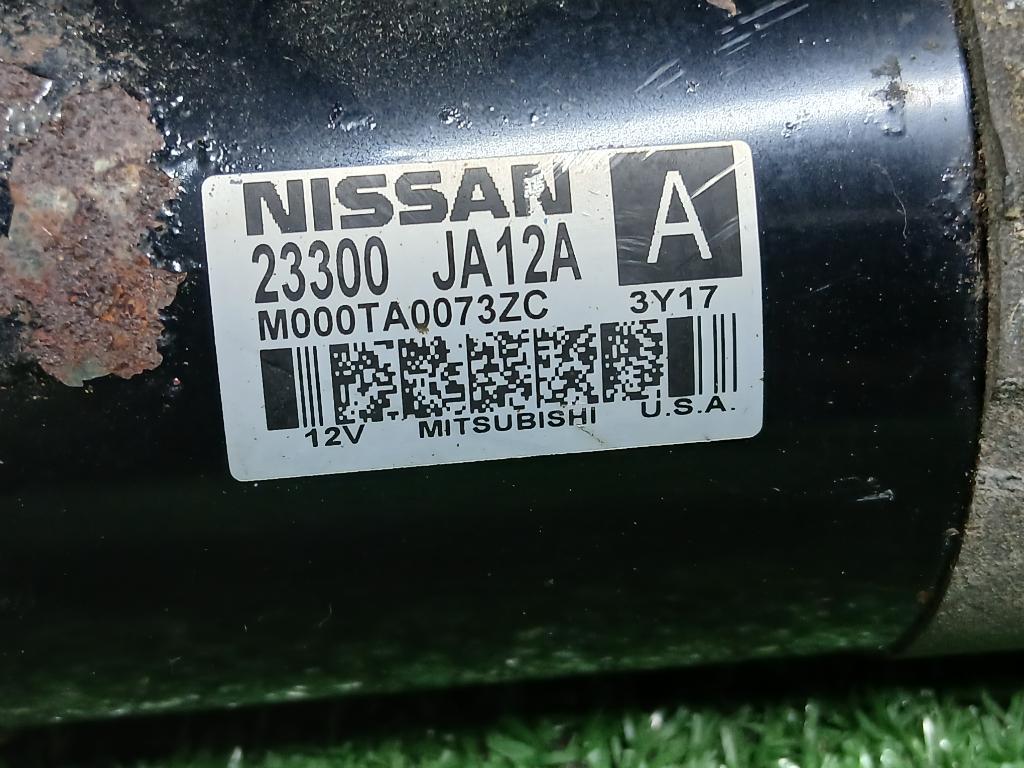 NISSAN A
23300 JA12A
M000TA0073ZC 3Y17
12V MITSUBISHI U.S.A.